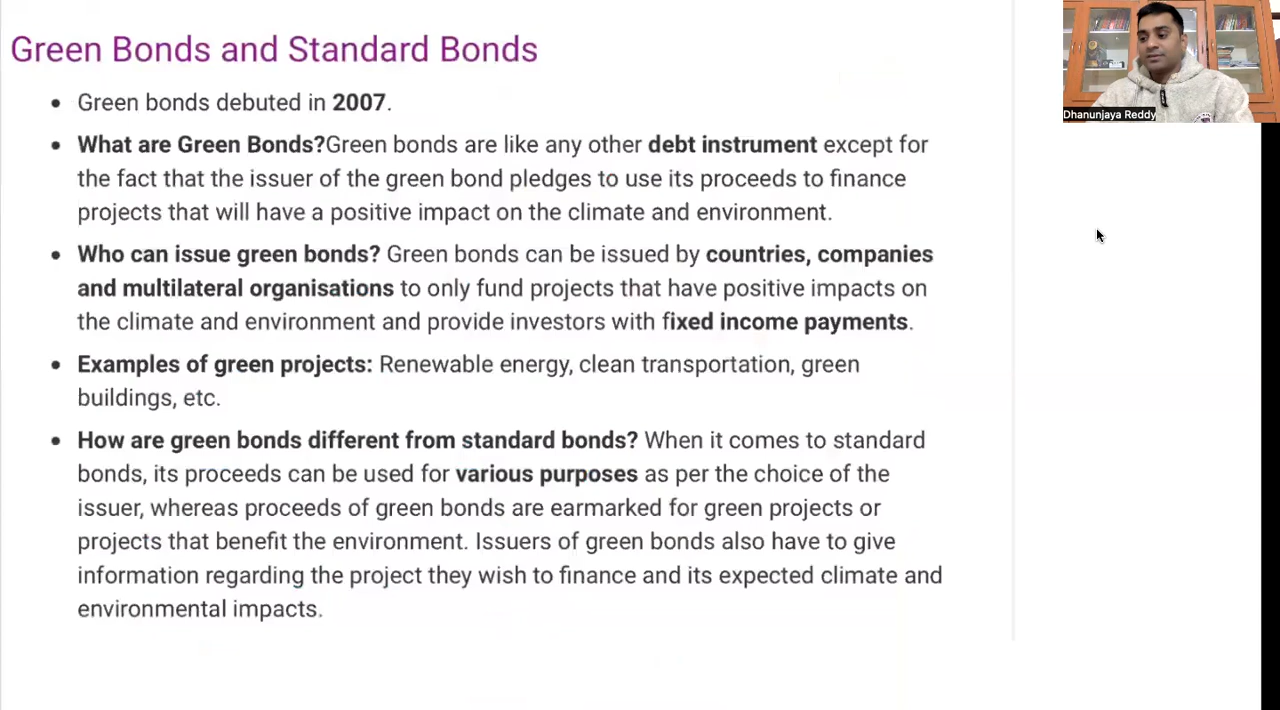 Green Bonds and Standard Bonds
Dhanunjaya Reddy
• Green bonds debuted in 2007.
• What are Green Bonds?Green bonds are like any other debt instrument except for
the fact that the issuer of the green bond pledges to use its proceeds to finance
projects that will have a positive impact on the climate and environment.
• Who can issue green bonds? Green bonds can be issued by countries, companies
and multilateral organisations to only fund projects that have positive impacts on
the climate and environment and provide investors with fixed income payments.
• Examples of green projects: Renewable energy, clean transportation, green
buildings, etc.
• How are green bonds different from standard bonds? When it comes to standard
bonds, its proceeds can be used for various purposes as per the choice of the
issuer, whereas proceeds of green bonds are earmarked for green projects or
projects that benefit the environment. Issuers of green bonds also have to give
information regarding the project they wish to finance and its expected climate and
environmental impacts.